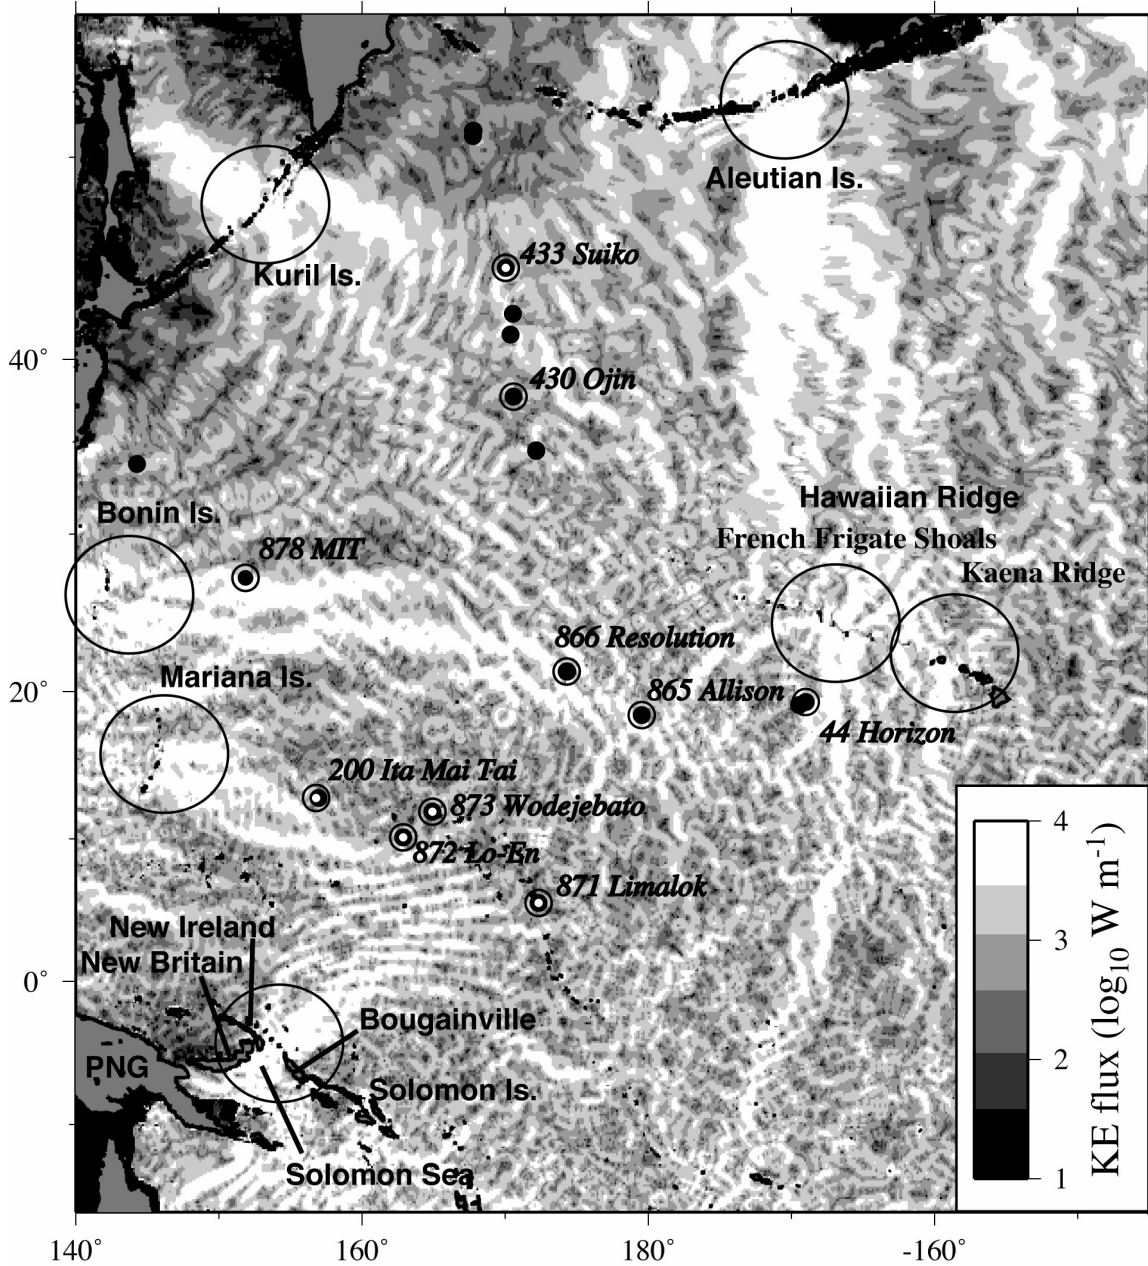 Aleutian Is.
433 Suiko
Kuril Is.
40°
430 Ojin
Hawaiian Ridge
Bonin Is.
French Frigate Shoals
878 MIT
Kaena Ridge
866 Resolution
Mariana Is.
20°
865 Allison
44 Horizon
200 Ita Mai Tai
873 Wodejebato
872 Lo-En
871 Limalok
New Ireland
New Britain
0°
Bougainville
PNG
Solomon Is.
Solomon Sea
4
3
2
1
KE flux (log10 W m-1)
140° 160° 180° -160°